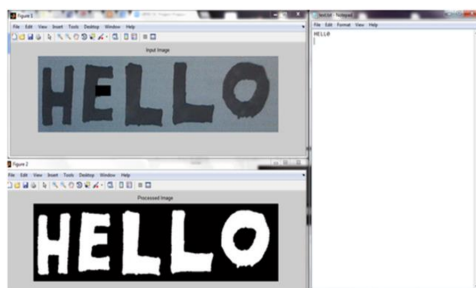 Figure 1
File Edit View Insert Tools Desktop Window Help
Input Image
HELLO
Figure 2
File Edit View Insert Tools Desktop Window Help
Processed Image
HELLO
File Edit Format View Help
HELLO